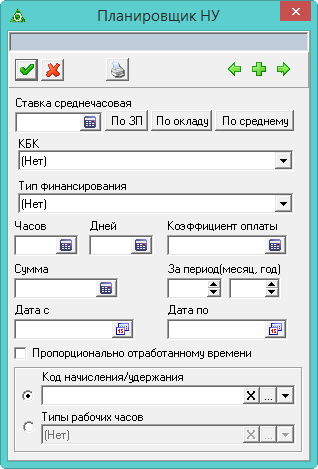 Планировщик НУ
Ставка среднечасовая
По ЗП По окладу По среднему
КБК
(Нет)
Тип финансирования
(Нет)
Часов Дней Коэффициент оплаты
Сумма За период(месяц, год)
Дата с Дата по
Пропорционально отработанному времени
Код начисления/удержания
X ...
Типы рабочих часов
(Нет) X ...